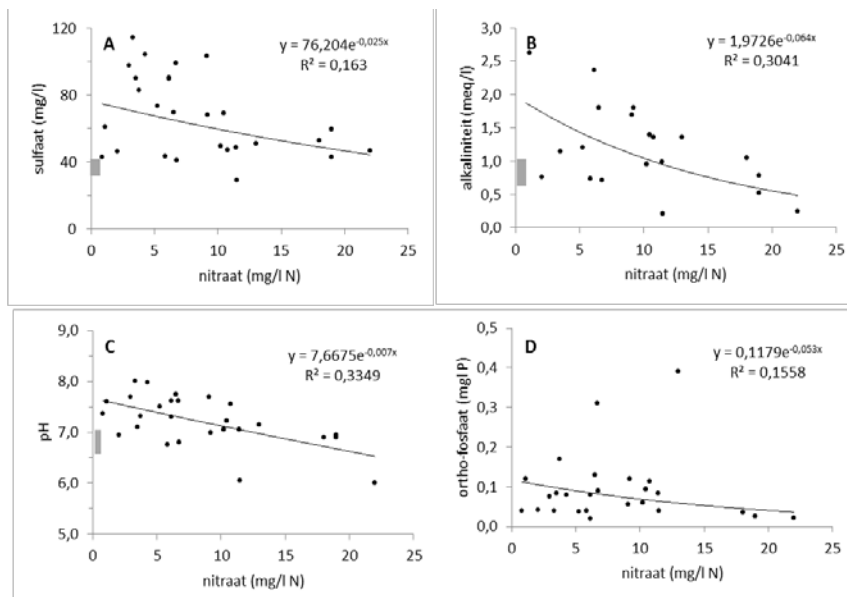 A
y = 76,204e-0,025x
R² = 0,163
120
80
40
0
sulfaat (mg/l)
0 5 10 15 20 25
nitraat (mg/l N)
B
y = 1,9726e-0,064x
R² = 0,3041
3,0
2,5
2,0
1,5
1,0
0,5
0,0
alkaliniteit (meq/l)
0 5 10 15 20 25
nitraat (mg/l N)
C
y = 7,6675e-0,007x
R² = 0,3349
9,0
8,0
7,0
6,0
5,0
pH
0 5 10 15 20 25
nitraat (mg/l N)
D
y = 0,1179e-0,053x
R² = 0,1558
0,5
0,4
0,3
0,2
0,1
0,0
ortho-fosfaat (mgl P)
0 5 10 15 20 25
nitraat (mg/l N)